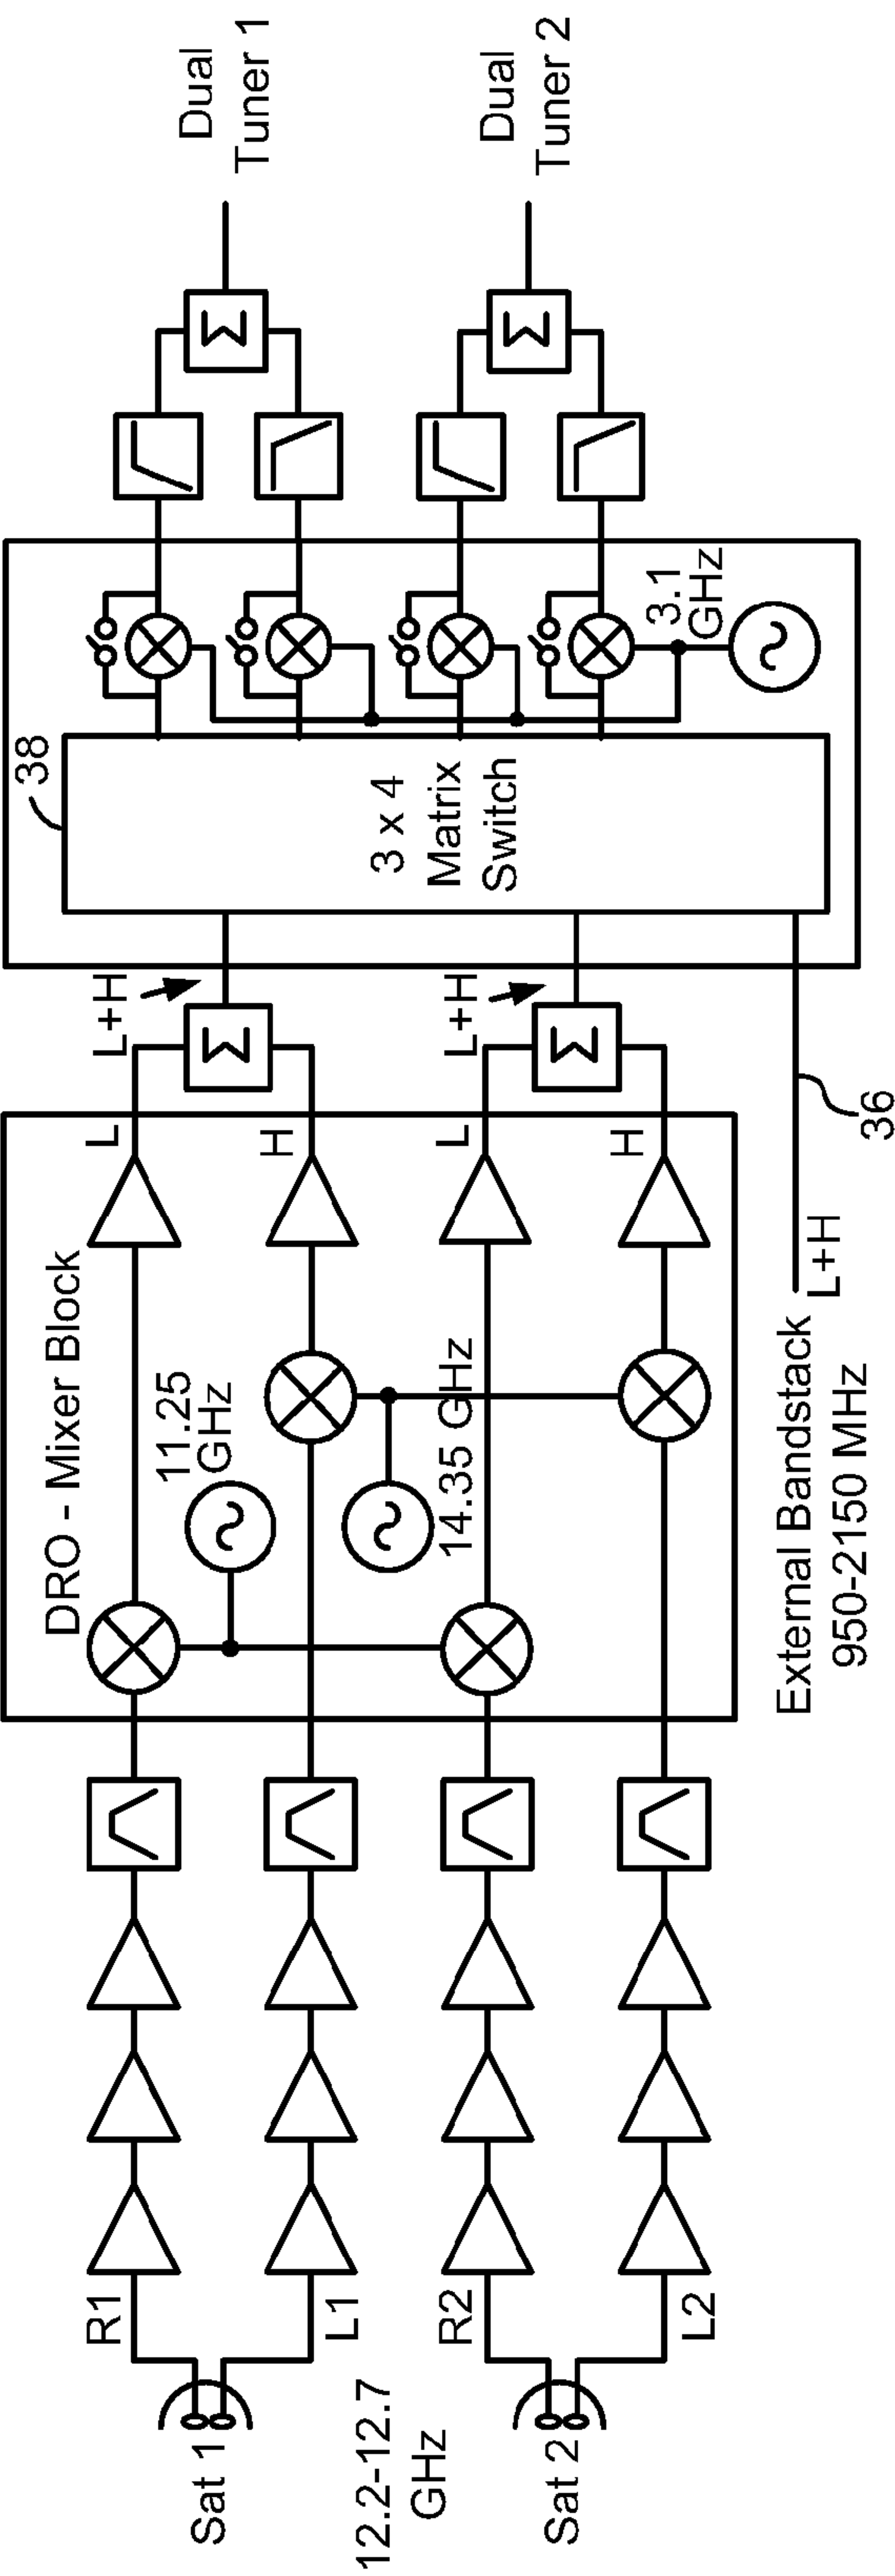 Sat 1
12.2-12.7
GHz
Sat 2
R1
L1
R2
L2
DRO - Mixer Block
11.25
GHz
14.35 GHz
L
H
L
H
L+H
L+H
External Bandstack
950-2150 MHz
L+H
36
38
3 x 4
Matrix
Switch
3.1
GHz
Σ
Σ
Σ
Σ
Dual
Tuner 1
Dual
Tuner 2